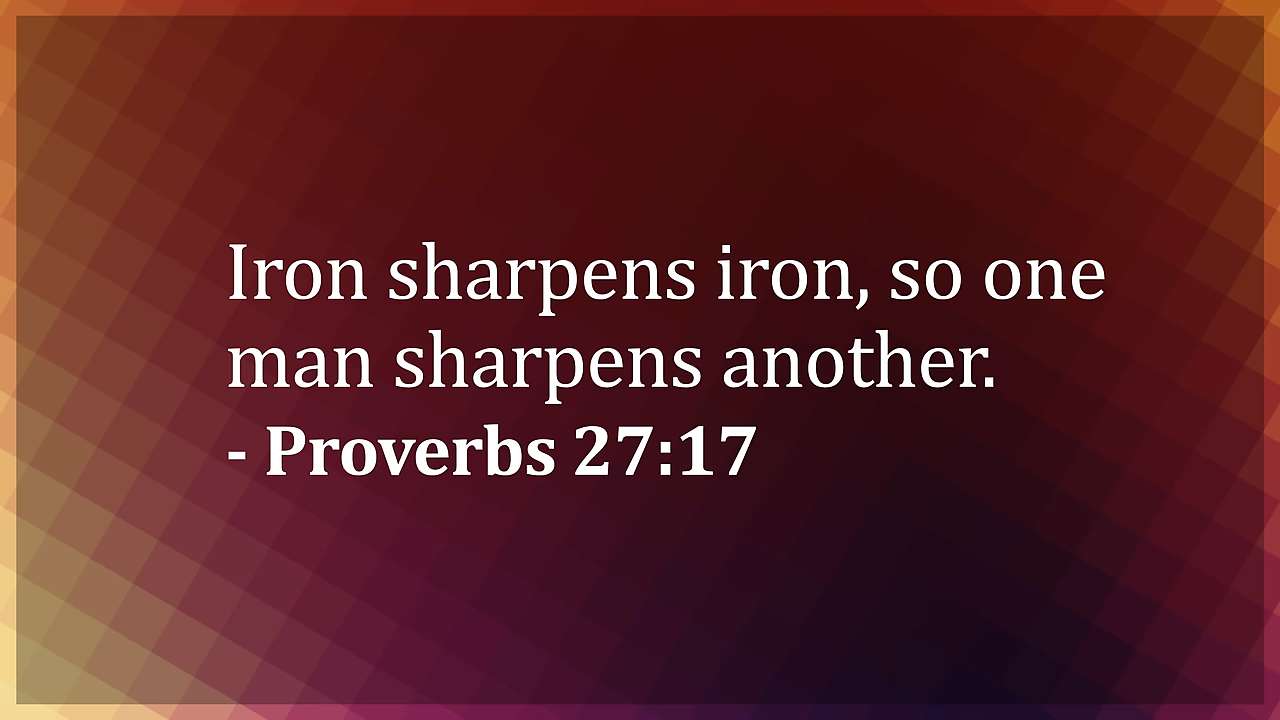 Iron sharpens iron, so one
man sharpens another.
- Proverbs 27:17